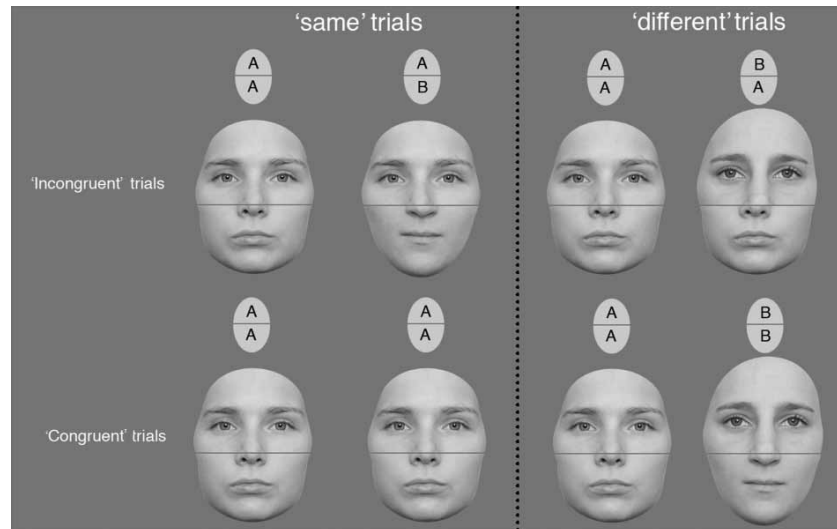 'same' trials 'different' trials
A A A B
A B A A
'Incongruent' trials
A A A B
A A A B
'Congruent' trials